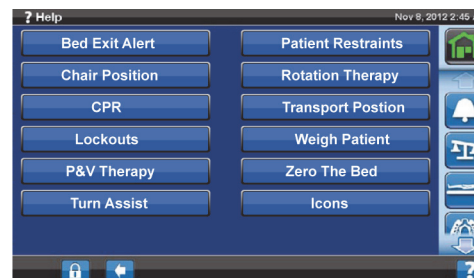 ? Help
Nov 8, 2012 2:45
Bed Exit Alert
Patient Restraints
Chair Position
Rotation Therapy
CPR
Transport Postion
Lockouts
Weigh Patient
P&V Therapy
Zero The Bed
Turn Assist
Icons
?